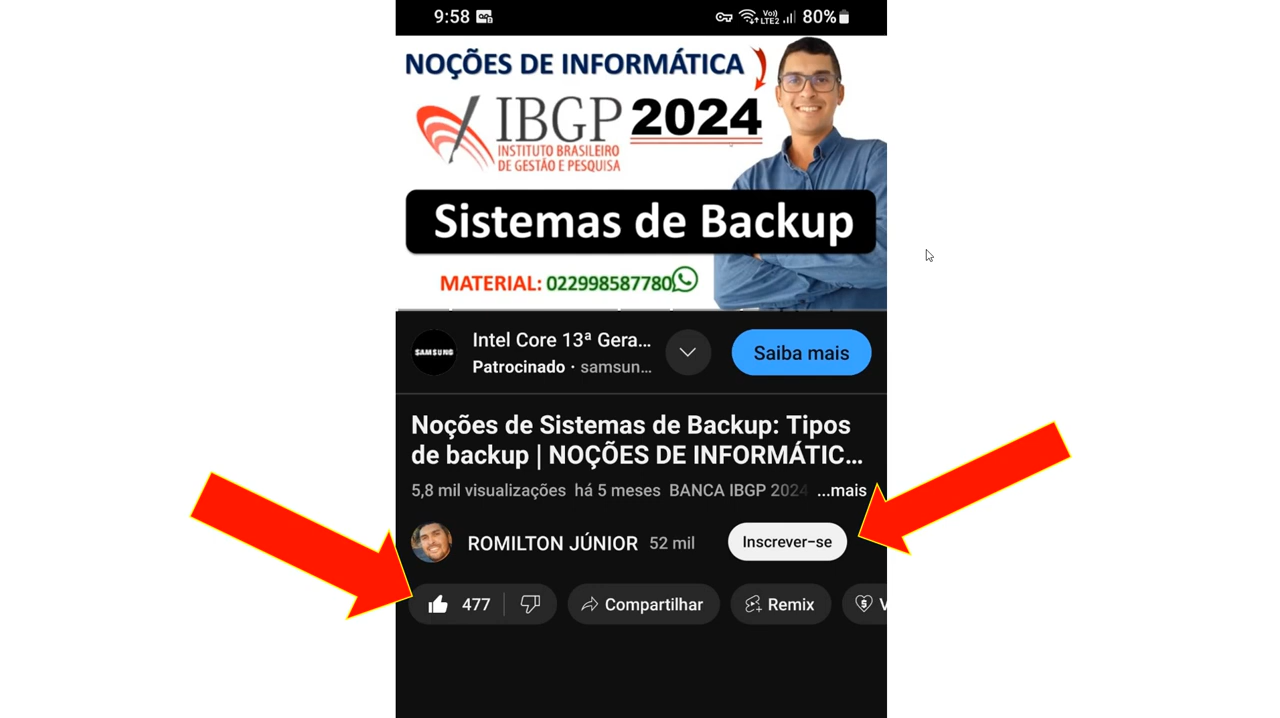 9:58
Vo)) LTE2 80%
NOÇÕES DE INFORMÁTICA
IBGP 2024
INSTITUTO BRASILEIRO
DE GESTÃO E PESQUISA
Sistemas de Backup
MATERIAL: 022998587780
SAMSUNG
Intel Core 13ª Gera...
Patrocinado · samsun...
Saiba mais
Noções de Sistemas de Backup: Tipos
de backup | NOÇÕES DE INFORMÁTIC...
5,8 mil visualizações há 5 meses BANCA IBGP 2024 ...mais
ROMILTON JÚNIOR 52 mil
Inscrever-se
477 Compartilhar Remix V